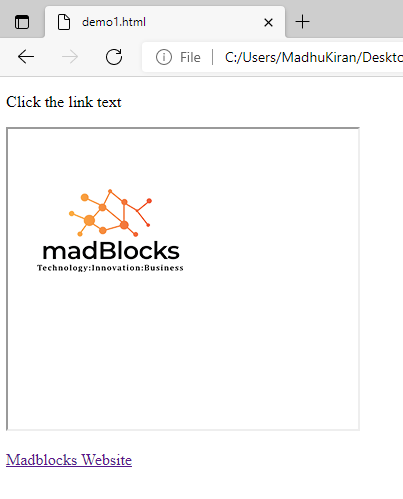 demo1.html
File
C:/Users/MadhuKiran/Deskto
Click the link text
madBlocks
Technology:Innovation:Business
Madblocks Website